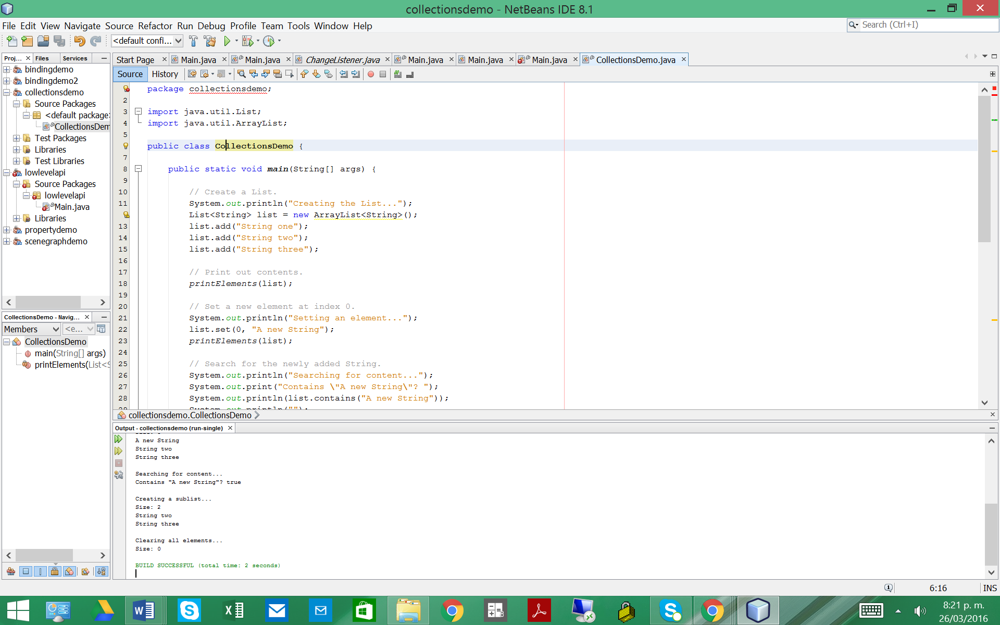 collectionsdemo - NetBeans IDE 8.1
File Edit View Navigate Source Refactor Run Debug Profile Team Tools Window Help
Search (Ctrl+I)
<default confi...
Proj... Files Services
Start Page Main.java Main.java ChangeListener.java Main.java Main.java Main.java CollectionsDemo.java
Source History
bindingdemo
bindingdemo2
collectionsdemo
Source Packages
<default package>
CollectionsDem
Test Packages
Libraries
Test Libraries
lowlevelapi
Source Packages
lowlevelapi
Main.java
Libraries
propertydemo
scenegraphdemo
CollectionsDemo - Navig...
Members <e...
CollectionsDemo
main(String[] args)
printElements(List<S
package collectionsdemo;
2
3 import java.util.List;
4 import java.util.ArrayList;
5
public class CollectionsDemo {
7
8 public static void main(String[] args) {
9
10 // Create a List.
11 System.out.println("Creating the List...");
List<String> list = new ArrayList<String>();
13 list.add("String one");
14 list.add("String two");
15 list.add("String three");
16
17 // Print out contents.
18 printElements(list);
19
20 // Set a new element at index 0.
21 System.out.println("Setting an element...");
22 list.set(0, "A new String");
23 printElements(list);
24
25 // Search for the newly added String.
26 System.out.println("Searching for content...");
27 System.out.print("Contains \"A new String\"? ");
28 System.out.println(list.contains("A new String"));
29 System.out.println("");
collectionsdemo.CollectionsDemo
Output - collectionsdemo (run-single)
A new String
String two
String three
Searching for content...
Contains "A new String"? true
Creating a sublist...
Size: 2
String two
String three
Clearing all elements...
Size: 0
BUILD SUCCESSFUL (total time: 2 seconds)
6:16 INS
8:21 p. m.
26/03/2016